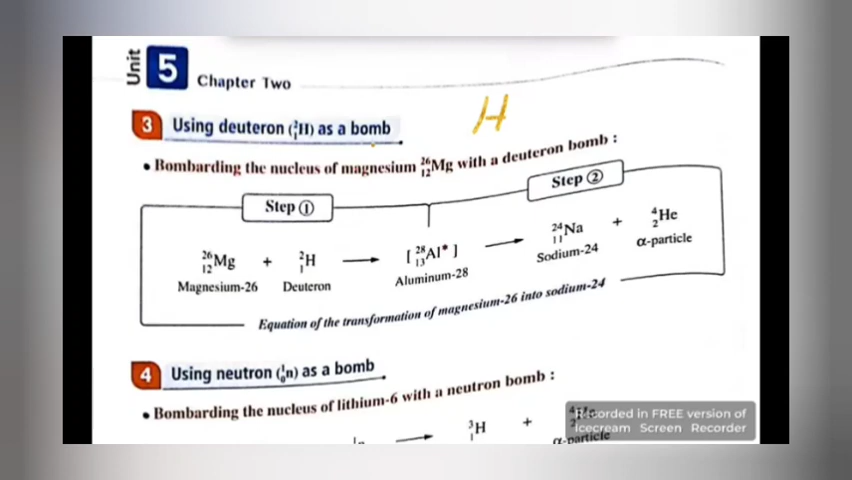 Unit 5 Chapter Two
H
3 Using deuteron (²₁H) as a bomb
• Bombarding the nucleus of magnesium ²⁶₁₂Mg with a deuteron bomb :
Step ① Step ②
²⁶₁₂Mg + ²₁H → [ ²⁸₁₃Al* ] → ²⁴₁₁Na + ⁴₂He
Magnesium-26 Deuteron Aluminum-28 Sodium-24 α-particle
Equation of the transformation of magnesium-26 into sodium-24
4 Using neutron (¹₀n) as a bomb
• Bombarding the nucleus of lithium-6 with a neutron bomb :
→ ³₁H +
α-particle
Recorded in FREE version of
Icecream Screen Recorder